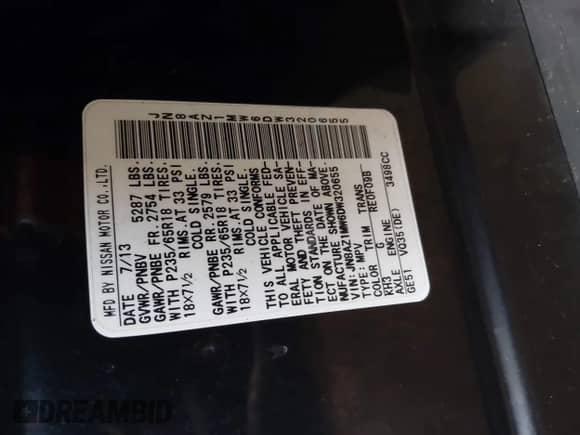 JN8AZ1MW6DW320655
MFD BY NISSAN MOTOR CO.,LTD.
DATE 7/13
GVWR/PNBV 5287 LBS.
GAWR/PNBE FR. 2754 LBS.
WITH P235/65R18 TIRES.
18X7½ RIMS.AT 33 PSI
COLD SINGLE.
GAWR/PNBE RR. 2579 LBS.
WITH P235/65R18 TIRES.
18X7½ RIMS.AT 33 PSI
COLD SINGLE
THIS VEHICLE CONFORMS
TO ALL APPLICABLE FED-
ERAL MOTOR VEHICLE SA-
FETY AND THEFT PREVEN-
TION STANDARDS IN EFF-
ECT ON THE DATE OF MA-
NUFACTURE SHOWN ABOVE.
VIN:JN8AZ1MW6DW320655
TYPE: MPV
COLOR TRIM RE0F09B
KH3 G
AXLE ENGINE 3498CC
GE51 VQ35(DE)
DREAMBID